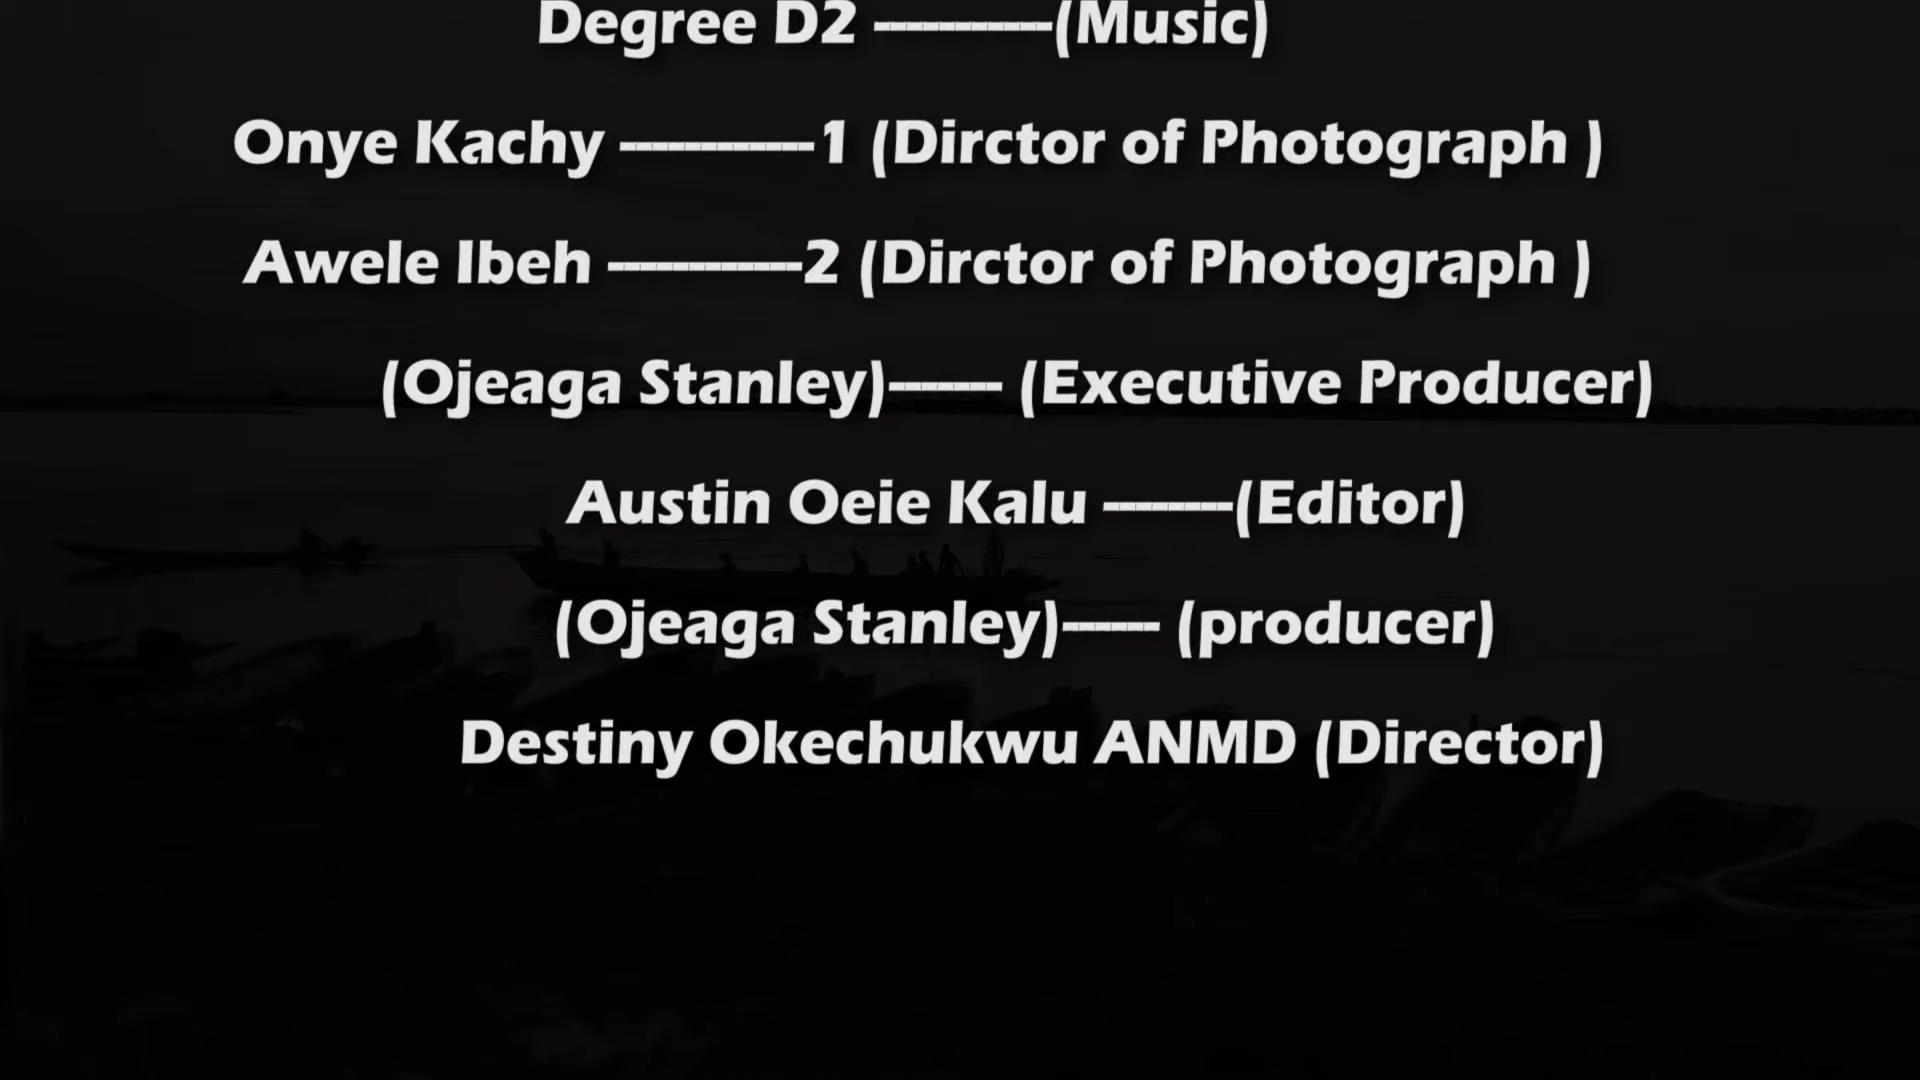 Degree D2 -----------(Music)
Onye Kachy ------------1 (Dirctor of Photograph )
Awele Ibeh ------------2 (Dirctor of Photograph )
(Ojeaga Stanley)------- (Executive Producer)
Austin Oeie Kalu --------(Editor)
(Ojeaga Stanley)------ (producer)
Destiny Okechukwu ANMD (Director)